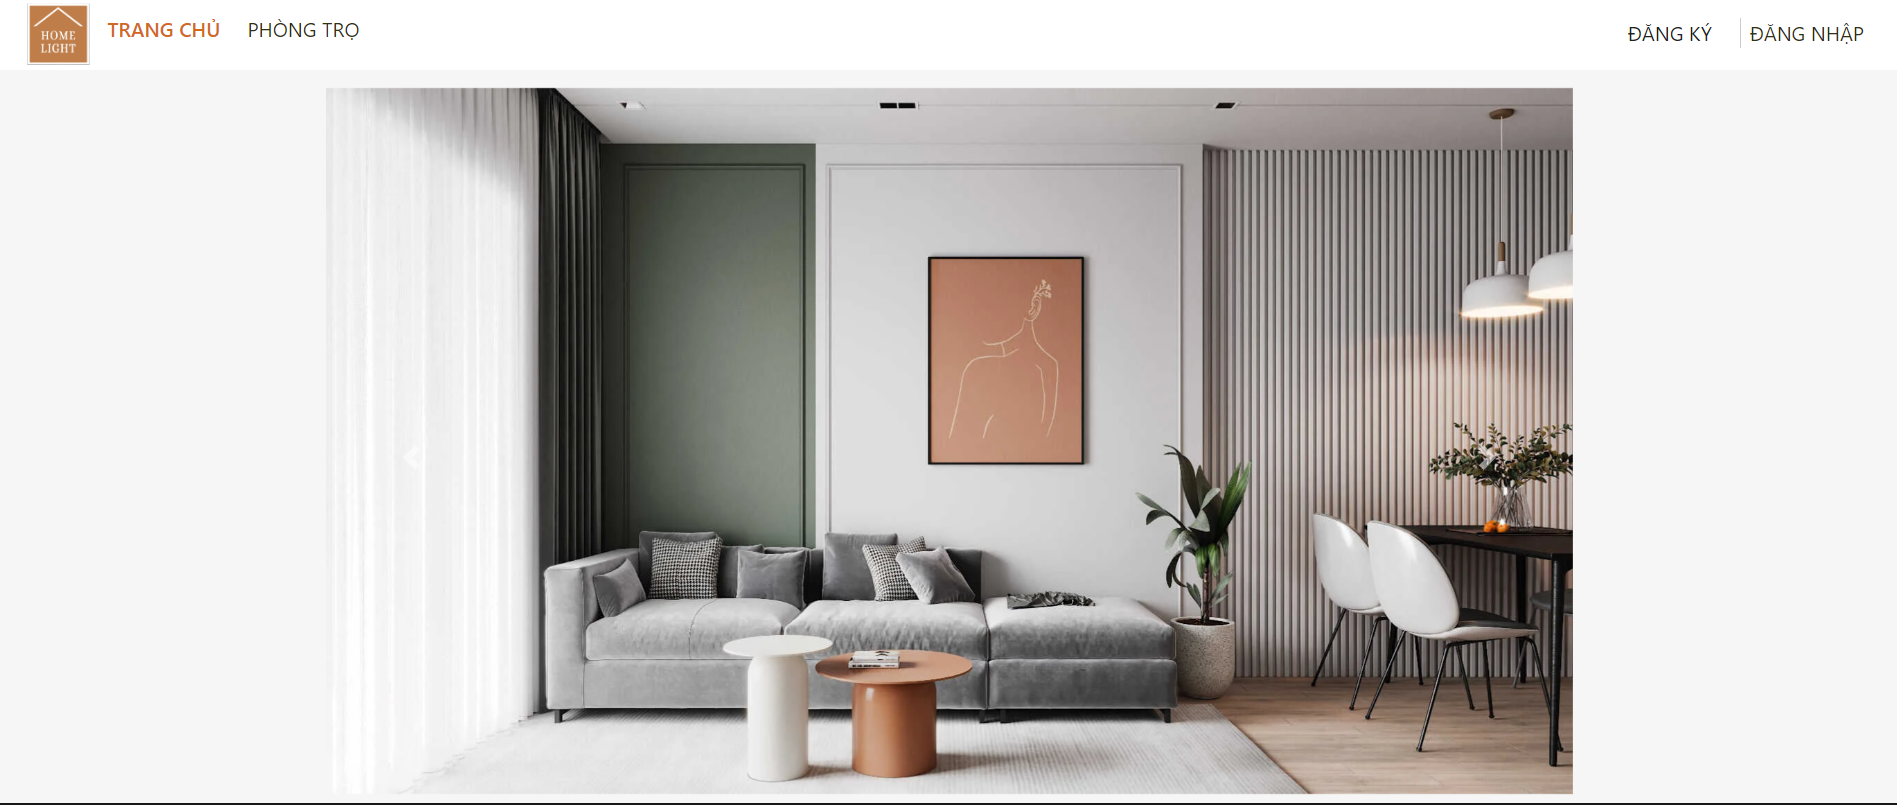 HOME
LIGHT
TRANG CHỦ
PHÒNG TRỌ
ĐĂNG KÝ
ĐĂNG NHẬP